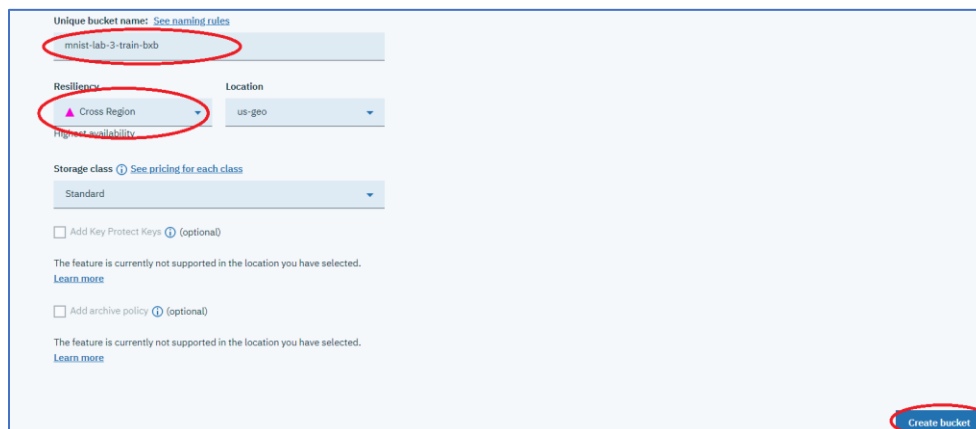 Unique bucket name: See naming rules
mnist-lab-3-train-bxb
Resiliency Location
Cross Region us-geo
Highest availability
Storage class See pricing for each class
Standard
Add Key Protect Keys (optional)
The feature is currently not supported in the location you have selected.
Learn more
Add archive policy (optional)
The feature is currently not supported in the location you have selected.
Learn more
Create bucket